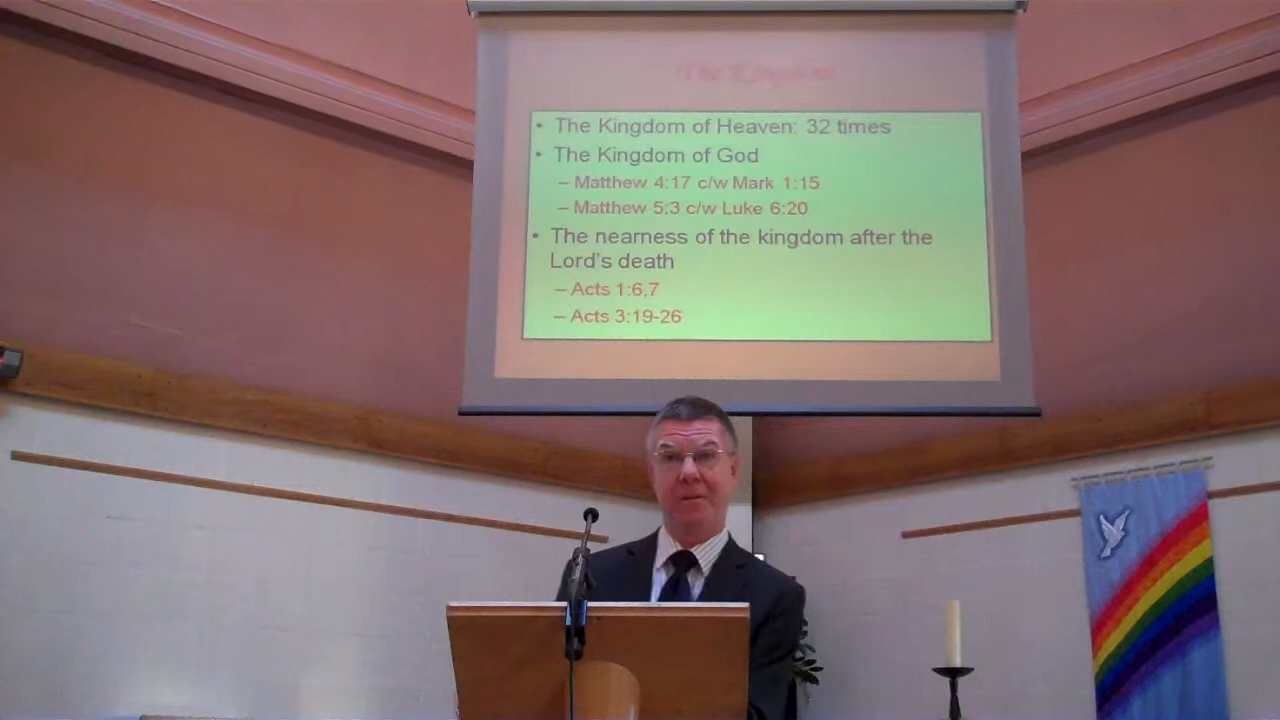 The Kingdom
• The Kingdom of Heaven: 32 times
• The Kingdom of God
– Matthew 4:17 c/w Mark 1:15
– Matthew 5:3 c/w Luke 6:20
• The nearness of the kingdom after the
Lord's death
– Acts 1:6,7
– Acts 3:19-26